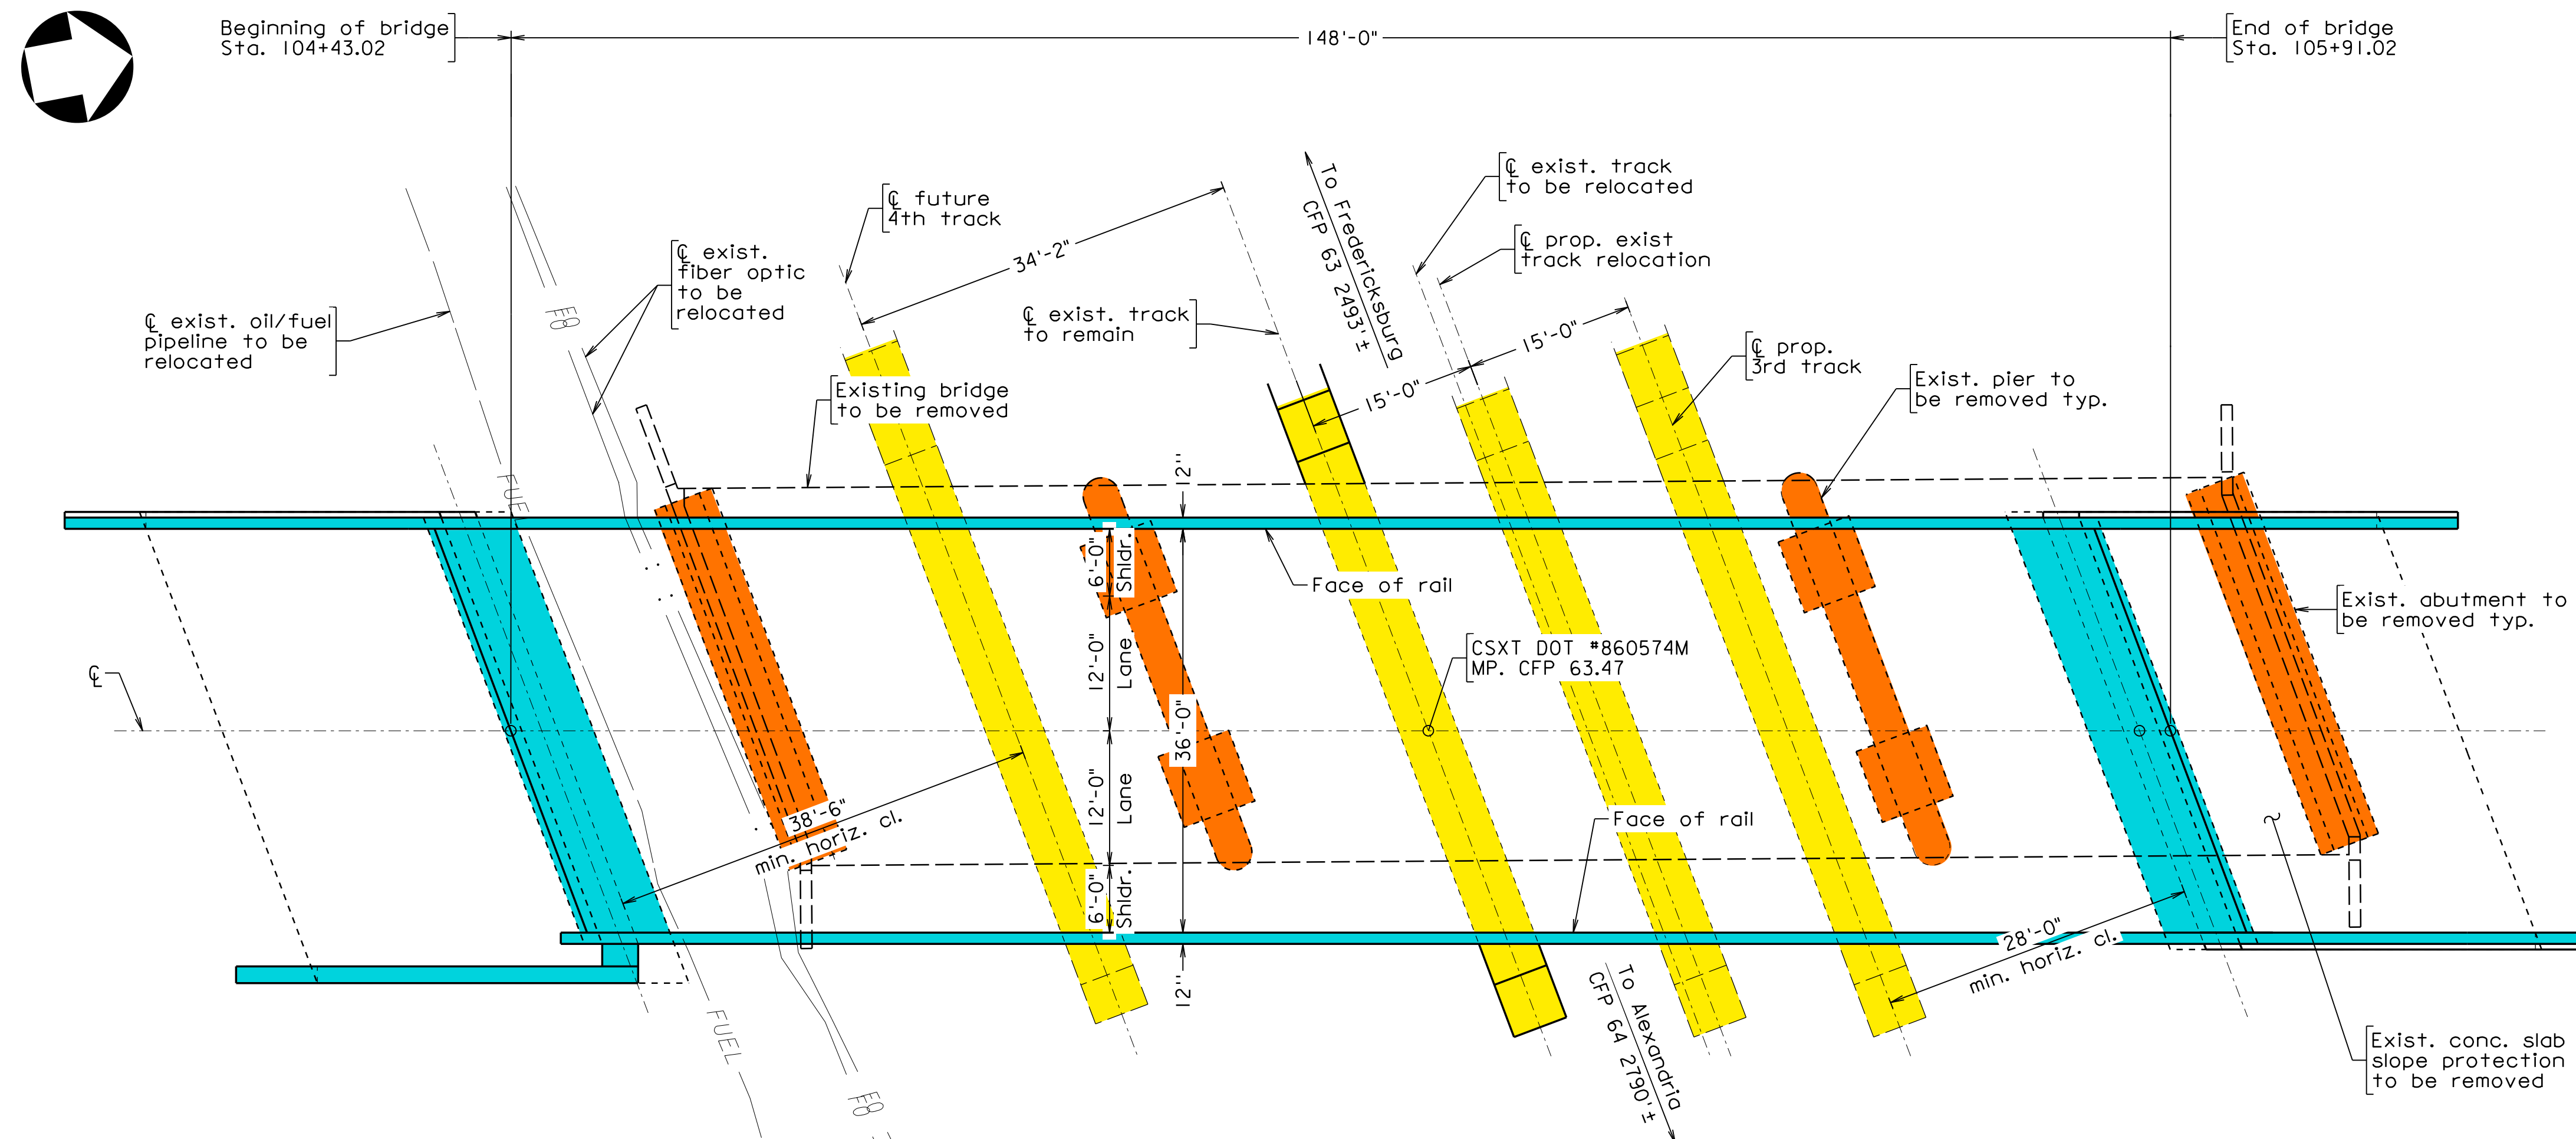 Beginning of bridge
Sta. 104+43.02
148'-0"
End of bridge
Sta. 105+91.02
℄ future
4th track
34'-2"
To Fredericksburg
CFP 63 2493'±
℄ exist. track
to be relocated
℄ prop. exist
track relocation
℄ exist.
fiber optic
to be
relocated
FO
FO
℄ exist. oil/fuel
pipeline to be
relocated
℄ exist. track
to remain
15'-0"
15'-0"
℄ prop.
3rd track
Existing bridge
to be removed
Exist. pier to
be removed typ.
FUEL
12"
6'-0"
Shldr.
Face of rail
Exist. abutment to
be removed typ.
12'-0"
Lane
CSXT DOT #860574M
MP. CFP 63.47
℄
36'-0"
12'-0"
Lane
38'-6"
min. horiz. cl.
Face of rail
6'-0"
Shldr.
28'-0"
min. horiz. cl.
12"
To Alexandria
CFP 64 2790'±
FUEL
FO
FO
Exist. conc. slab
slope protection
to be removed